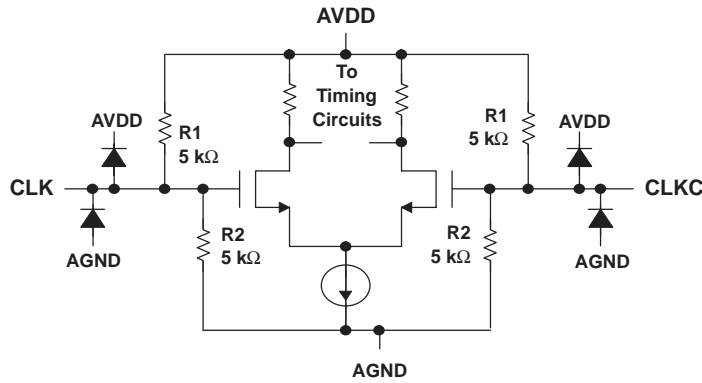 AVDD
To
Timing
Circuits
AVDD
R1
5 kΩ
R1
5 kΩ
AVDD
CLK
CLKC
AGND
R2
5 kΩ
R2
5 kΩ
AGND
AGND